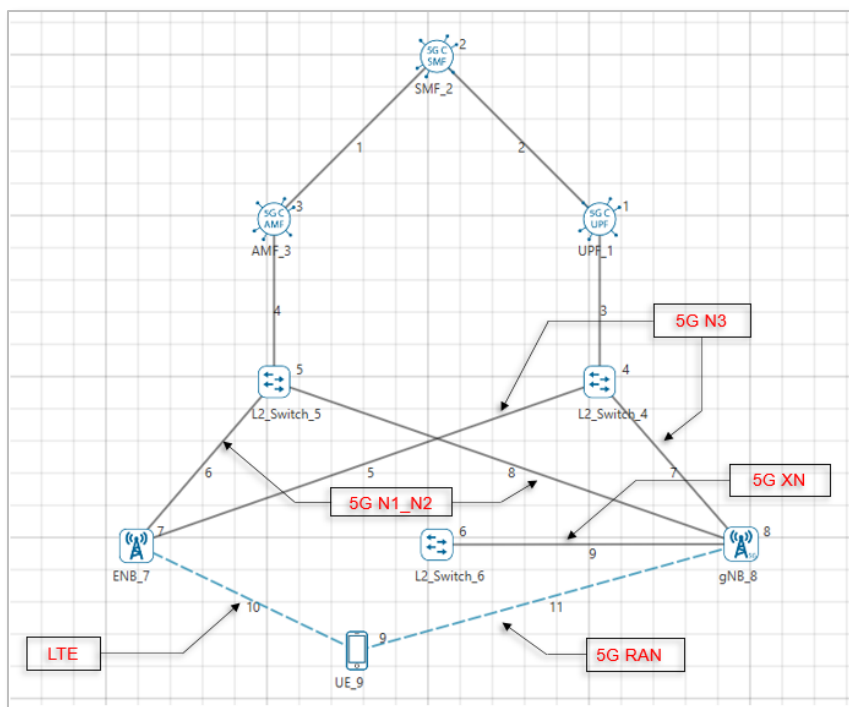 5G C
SMF
2
SMF_2
1
2
5G C
AMF
3
AMF_3
5G C
UPF
1
UPF_1
4
3
5G N3
5
L2_Switch_5
4
L2_Switch_4
6
5
8
7
5G XN
5G N1_N2
7
ENB_7
6
L2_Switch_6
9
8
5G
gNB_8
10
11
LTE
9
UE_9
5G RAN